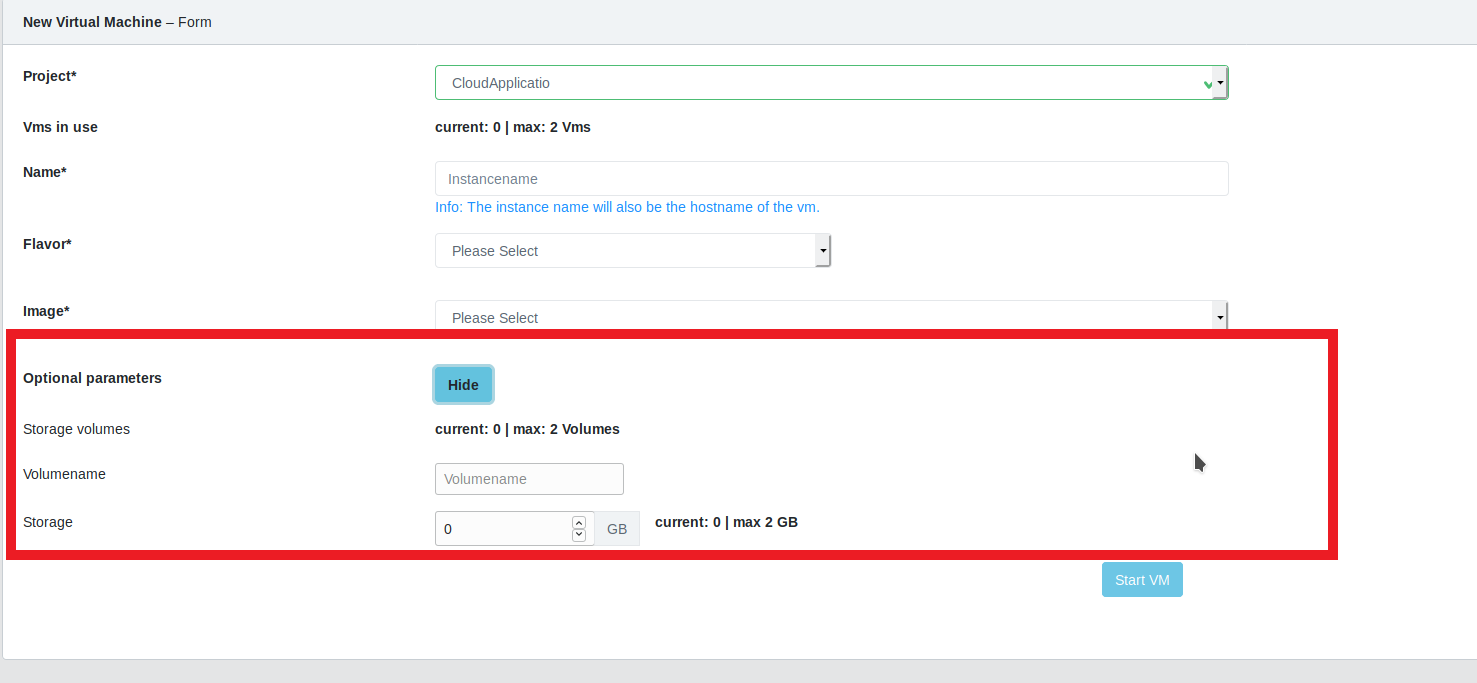 New Virtual Machine – Form
Project*
CloudApplicatio
Vms in use
current: 0 | max: 2 Vms
Name*
Instancename
Info: The instance name will also be the hostname of the vm.
Flavor*
Please Select
Image*
Please Select
Optional parameters
Hide
Storage volumes
current: 0 | max: 2 Volumes
Volumename
Volumename
Storage
0
GB
current: 0 | max 2 GB
Start VM